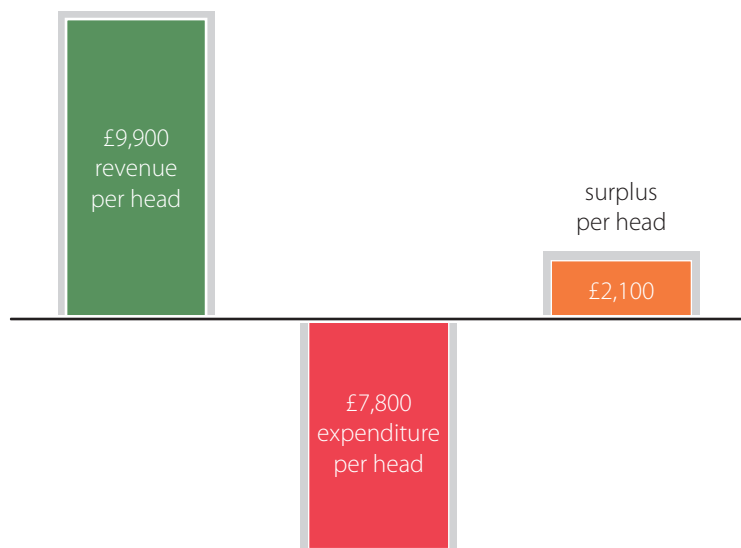 £9,900
revenue
per head
surplus
per head
£2,100
£7,800
expenditure
per head